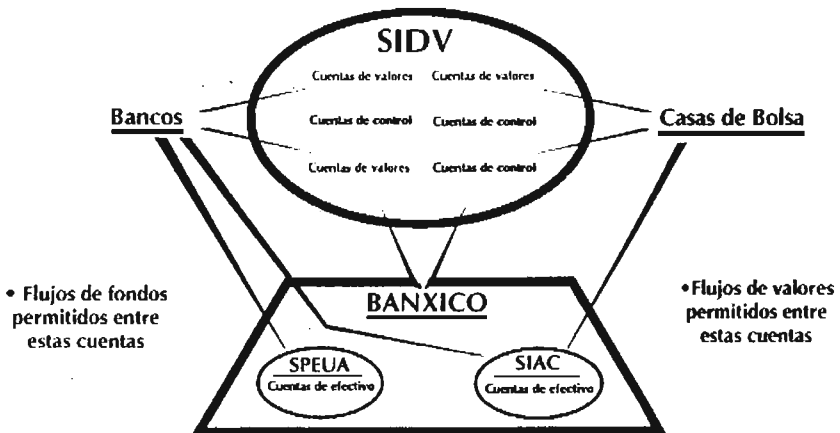 SIDV
Cuentas de valores Cuentas de valores
Bancos
Cuentas de control Cuentas de control
Casas de Bolsa
Cuentas de valores Cuentas de control
• Flujos de fondos
permitidos entre
estas cuentas
BANXICO
•Flujos de valores
permitidos entre
estas cuentas
SPEUA
Cuentas de efectivo
SIAC
Cuentas de efectivo